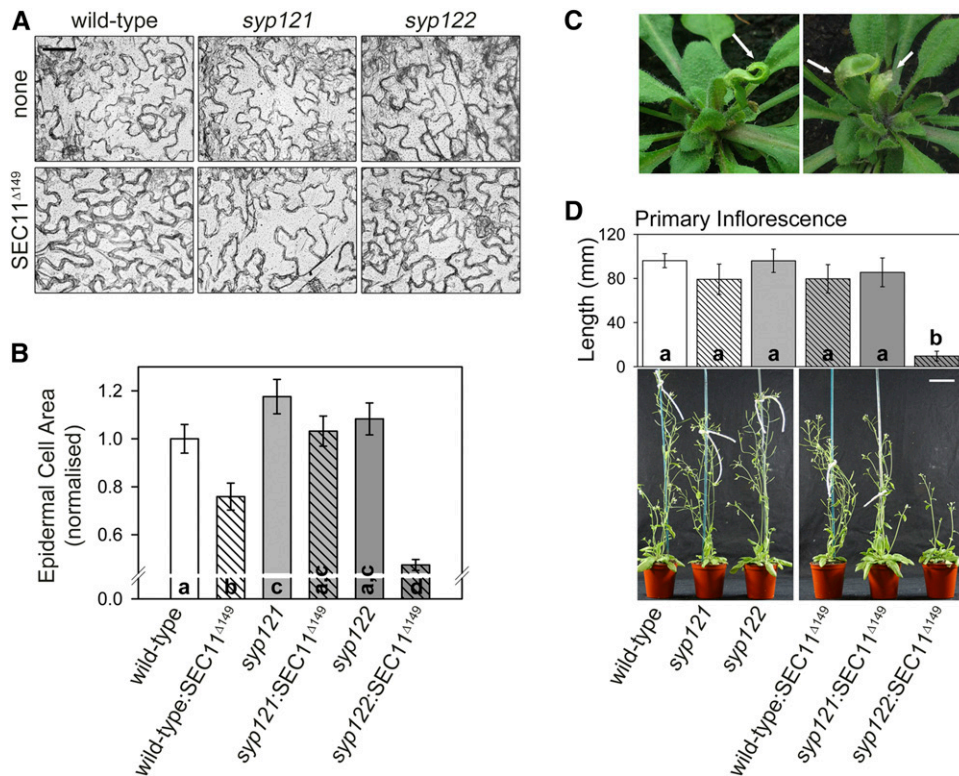 A
wild-type
syp121
syp122
none
SEC11Δ149
B
Epidermal Cell Area
(normalised)
1.2
1.0
0.8
0.6
0.0
a
b
c
a,c
a,c
d
wild-type
wild-type:SEC11Δ149
syp121
syp121:SEC11Δ149
syp122
syp122:SEC11Δ149
C
D
Primary Inflorescence
Length (mm)
120
80
40
0
a
a
a
a
a
b
wild-type
syp121
syp122
wild-type:SEC11Δ149
syp121:SEC11Δ149
syp122:SEC11Δ149